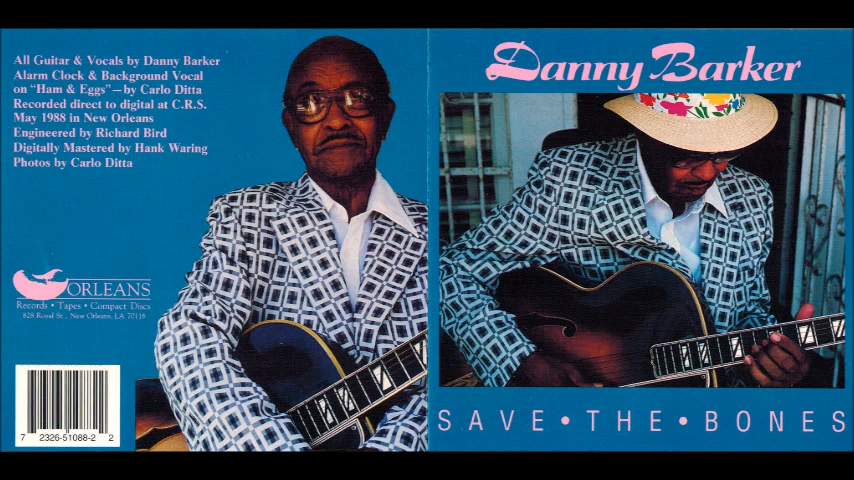 All Guitar & Vocals by Danny Barker
Alarm Clock & Background Vocal
on "Ham & Eggs"—by Carlo Ditta
Recorded direct to digital at C.R.S.
May 1988 in New Orleans
Engineered by Richard Bird
Digitally Mastered by Hank Waring
Photos by Carlo Ditta
ORLEANS
Records • Tapes • Compact Discs
828 Royal St., New Orleans, LA 70116
7 2326-51088-2 2
Danny Barker
SAVE • THE • BONES